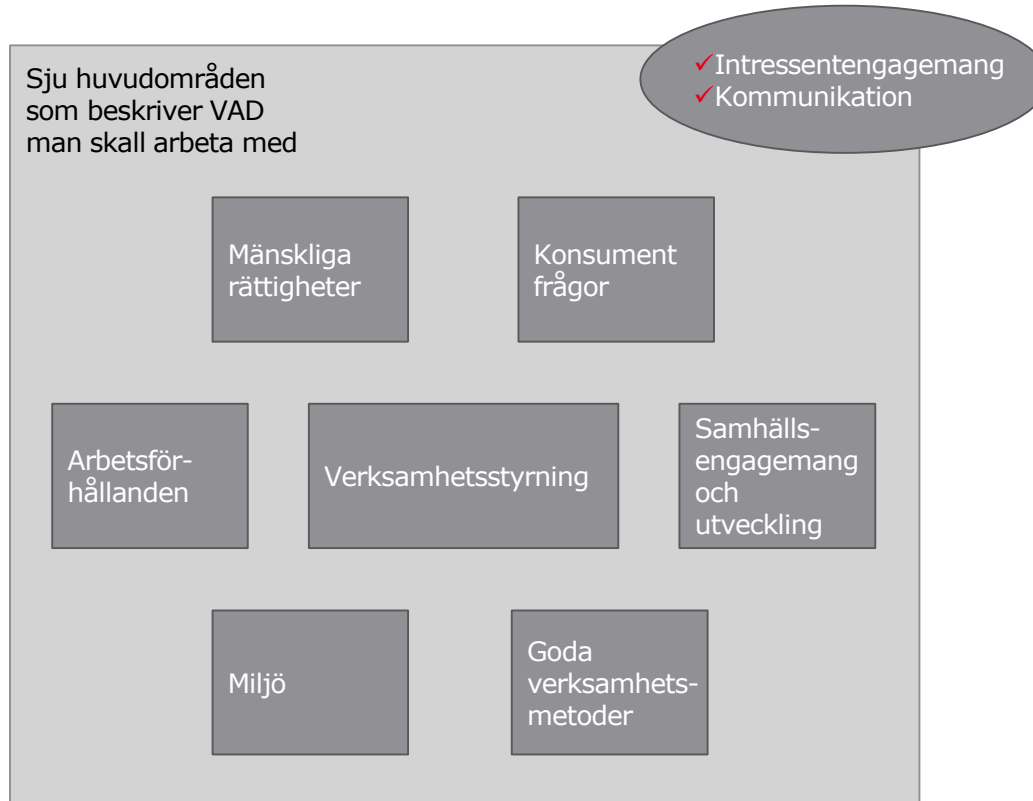 Sju huvudområden
som beskriver VAD
man skall arbeta med
✓Intressentengagemang
✓Kommunikation
Mänskliga
rättigheter
Konsument
frågor
Arbetsför-
hållanden
Verksamhetsstyrning
Samhälls-
engagemang
och
utveckling
Miljö
Goda
verksamhets-
metoder